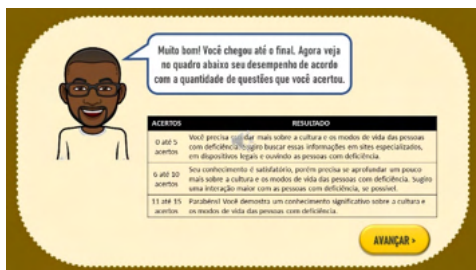 Muito bom! Você chegou até o final. Agora veja
no quadro abaixo seu desempenho de acordo
com a quantidade de questões que você acertou.
ACERTOS RESULTADO
0 até 5 acertos
Você precisa mais sobre a cultura e os modos de vida das pessoas
com deficiência. Sugiro buscar essas informações em sites especializados,
em dispositivos legais e ouvindo as pessoas com deficiência.
6 até 10 acertos
Seu conhecimento é satisfatório, porém precisa se aprofundar um pouco
mais sobre a cultura e os modos de vida das pessoas com deficiência. Sugiro
uma interação maior com as pessoas com deficiência, se possível.
11 até 15 acertos
Parabéns! Você demostra um conhecimento significativo sobre a cultura e
os modos de vida das pessoas com deficiência.
AVANÇAR >